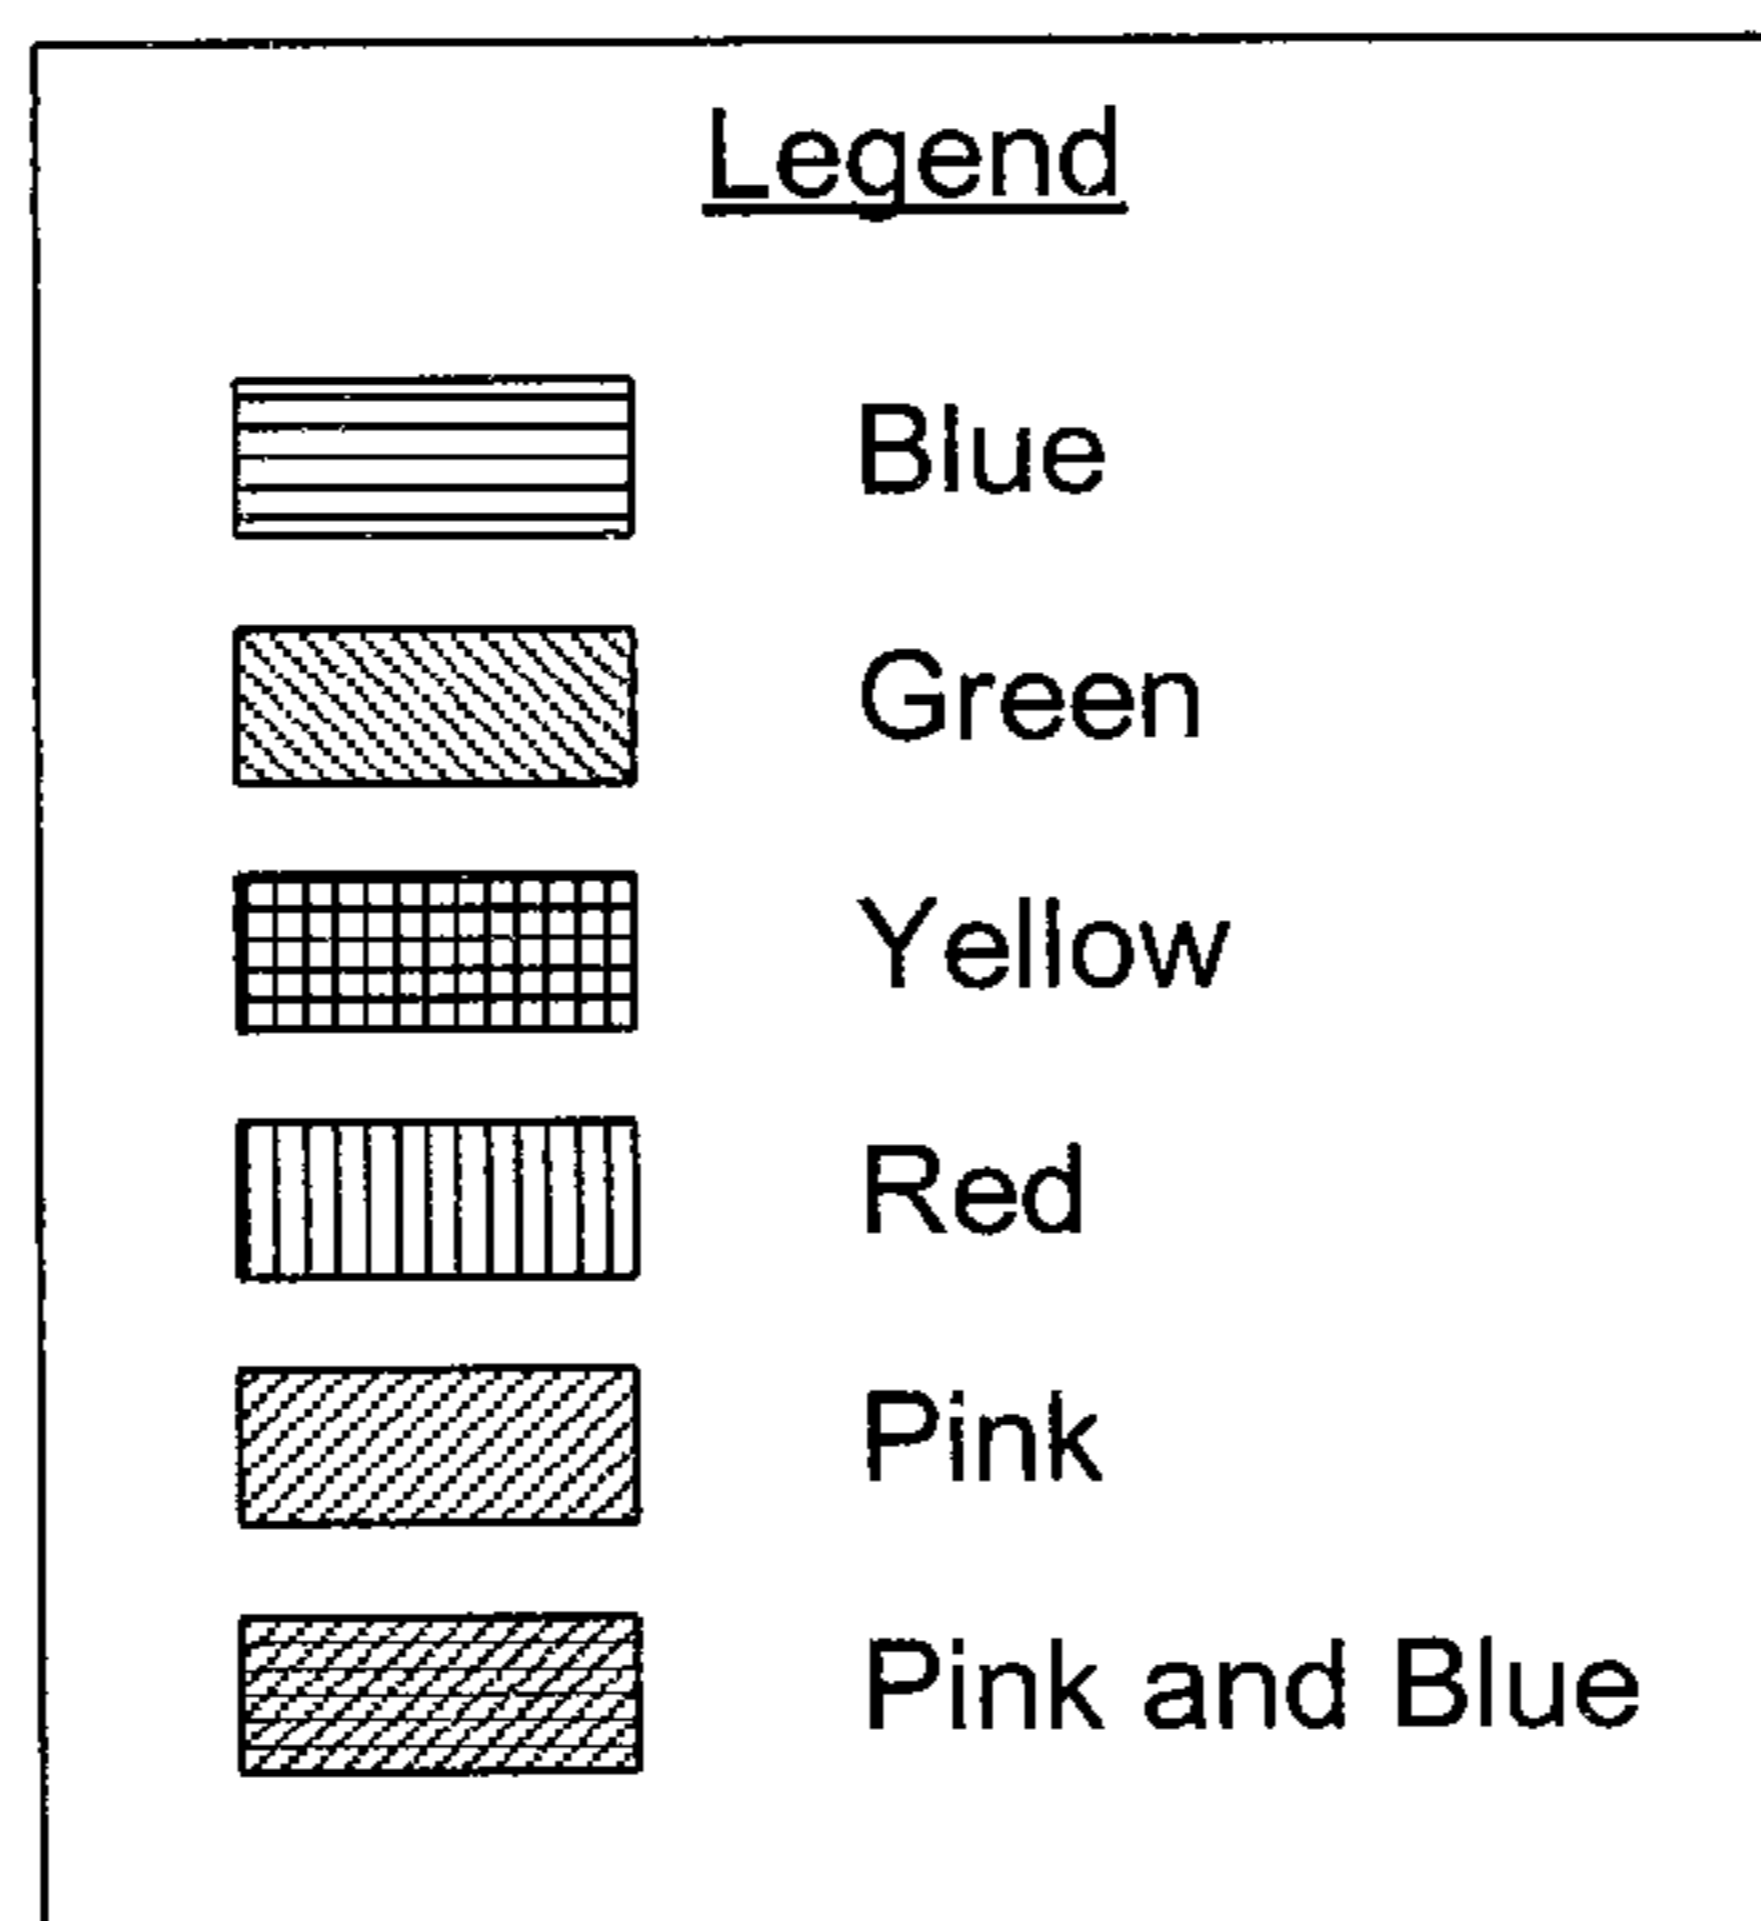 Legend
Blue
Green
Yellow
Red
Pink
Pink and Blue